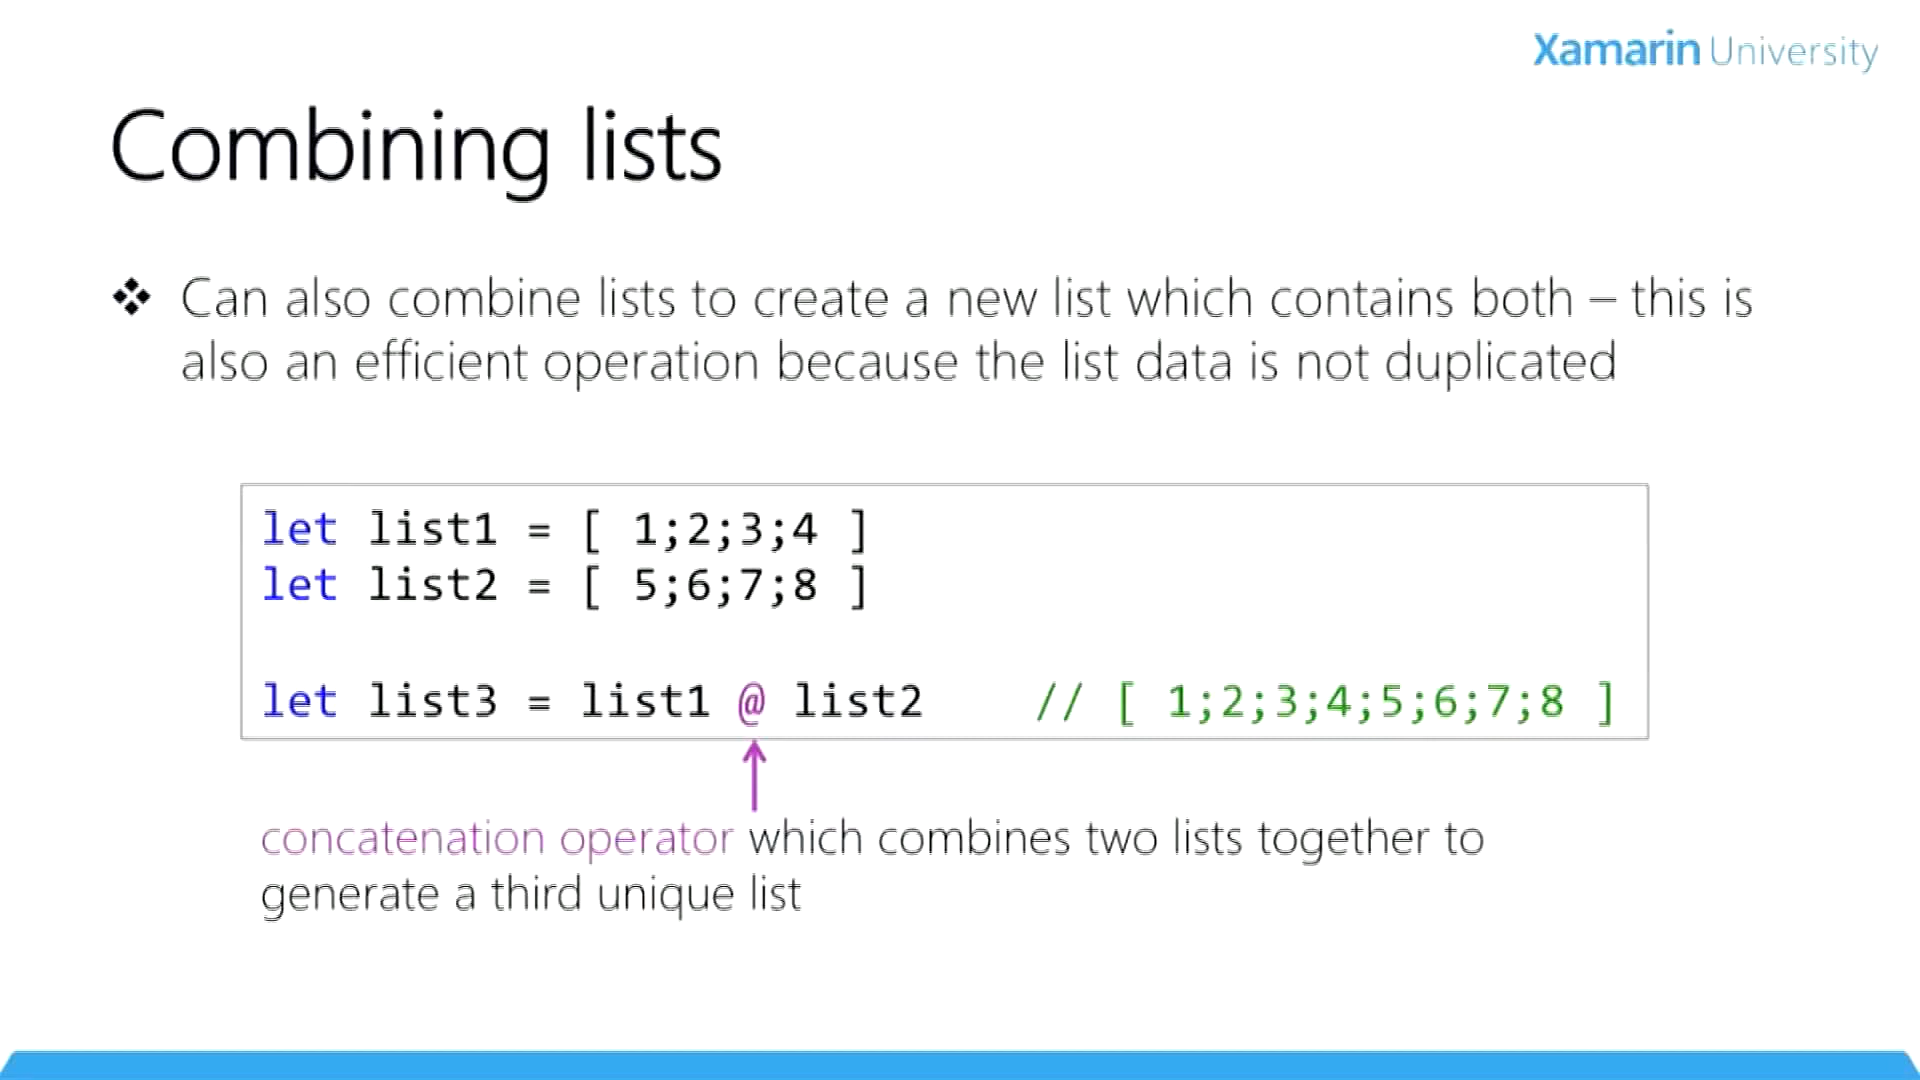 Xamarin University
Combining lists
❖ Can also combine lists to create a new list which contains both – this is
also an efficient operation because the list data is not duplicated
let list1 = [ 1;2;3;4 ]
let list2 = [ 5;6;7;8 ]
let list3 = list1 @ list2    // [ 1;2;3;4;5;6;7;8 ]
concatenation operator which combines two lists together to
generate a third unique list